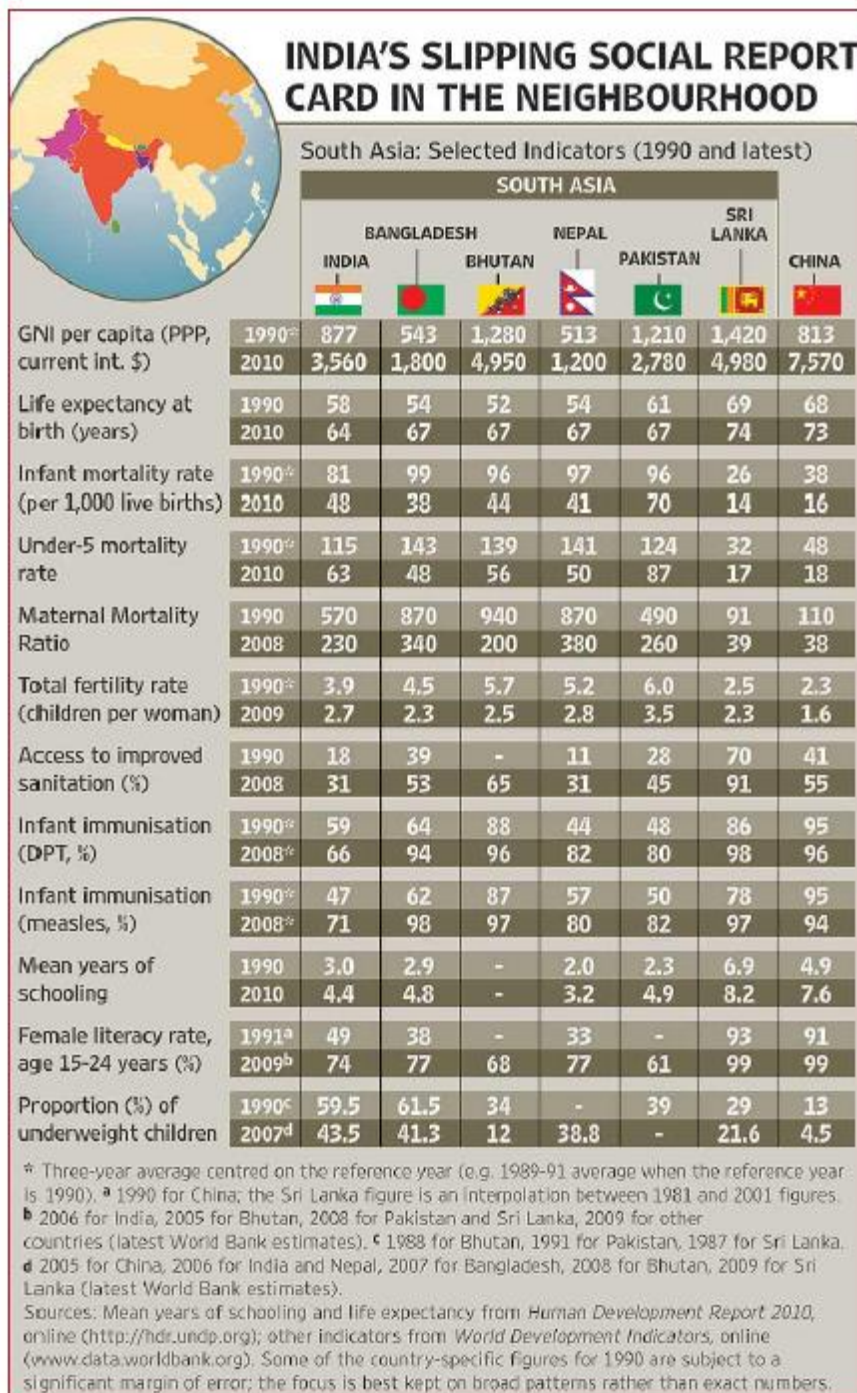 INDIA'S SLIPPING SOCIAL REPORT
CARD IN THE NEIGHBOURHOOD
South Asia: Selected Indicators (1990 and latest)
SOUTH ASIA
INDIA BANGLADESH BHUTAN NEPAL PAKISTAN SRI LANKA CHINA
GNI per capita (PPP, 1990* 877 543 1,280 513 1,210 1,420 813
current int. $) 2010 3,560 1,800 4,950 1,200 2,780 4,980 7,570
Life expectancy at 1990 58 54 52 54 61 69 68
birth (years) 2010 64 67 67 67 67 74 73
Infant mortality rate 1990* 81 99 96 97 96 26 38
(per 1,000 live births) 2010 48 38 44 41 70 14 16
Under-5 mortality 1990* 115 143 139 141 124 32 48
rate 2010 63 48 56 50 87 17 18
Maternal Mortality 1990 570 870 940 870 490 91 110
Ratio 2008 230 340 200 380 260 39 38
Total fertility rate 1990* 3.9 4.5 5.7 5.2 6.0 2.5 2.3
(children per woman) 2009 2.7 2.3 2.5 2.8 3.5 2.3 1.6
Access to improved 1990 18 39 - 11 28 70 41
sanitation (%) 2008 31 53 65 31 45 91 55
Infant immunisation 1990* 59 64 88 44 48 86 95
(DPT, %) 2008* 66 94 96 82 80 98 96
Infant immunisation 1990* 47 62 87 57 50 78 95
(measles, %) 2008* 71 98 97 80 82 97 94
Mean years of 1990 3.0 2.9 - 2.0 2.3 6.9 4.9
schooling 2010 4.4 4.8 - 3.2 4.9 8.2 7.6
Female literacy rate, 1991a 49 38 - 33 - 93 91
age 15-24 years (%) 2009b 74 77 68 77 61 99 99
Proportion (%) of 1990c 59.5 61.5 34 - 39 29 13
underweight children 2007d 43.5 41.3 12 38.8 - 21.6 4.5
* Three-year average centred on the reference year (e.g. 1989-91 average when the reference year
is 1990). a 1990 for China; the Sri Lanka figure is an interpolation between 1981 and 2001 figures.
b 2006 for India, 2005 for Bhutan, 2008 for Pakistan and Sri Lanka, 2009 for other
countries (latest World Bank estimates). c 1988 for Bhutan, 1991 for Pakistan, 1987 for Sri Lanka.
d 2005 for China, 2006 for India and Nepal, 2007 for Bangladesh, 2008 for Bhutan, 2009 for Sri
Lanka (latest World Bank estimates).
Sources: Mean years of schooling and life expectancy from Human Development Report 2010,
online (http://hdr.undp.org); other indicators from World Development Indicators, online
(www.data.worldbank.org). Some of the country-specific figures for 1990 are subject to a
significant margin of error; the focus is best kept on broad patterns rather than exact numbers.